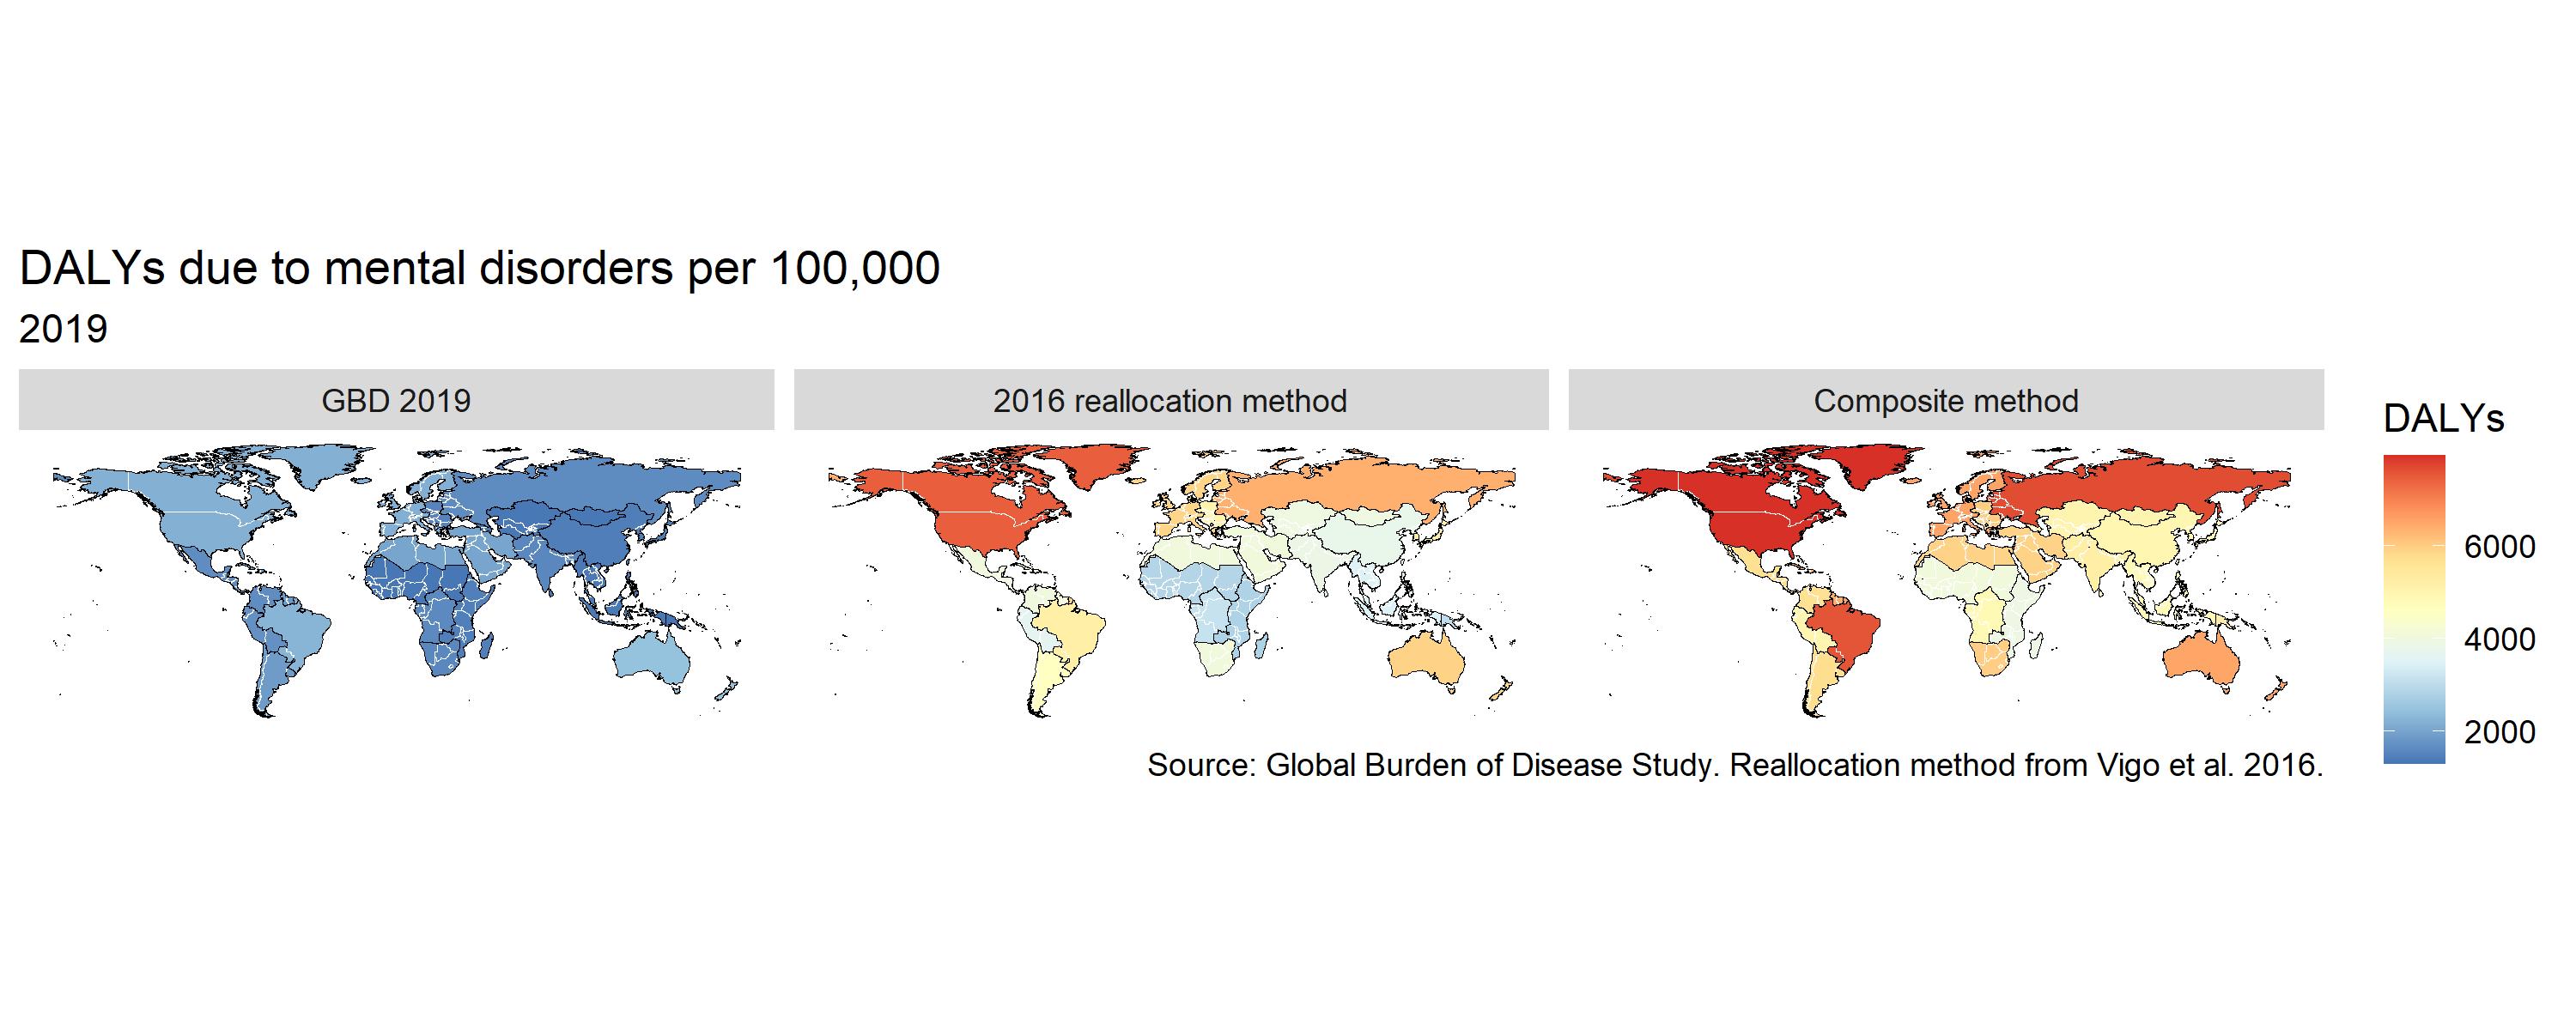 DALYs due to mental disorders per 100,000
2019
GBD 2019
2016 reallocation method
Composite method
DALYs
6000
4000
2000
Source: Global Burden of Disease Study. Reallocation method from Vigo et al. 2016.